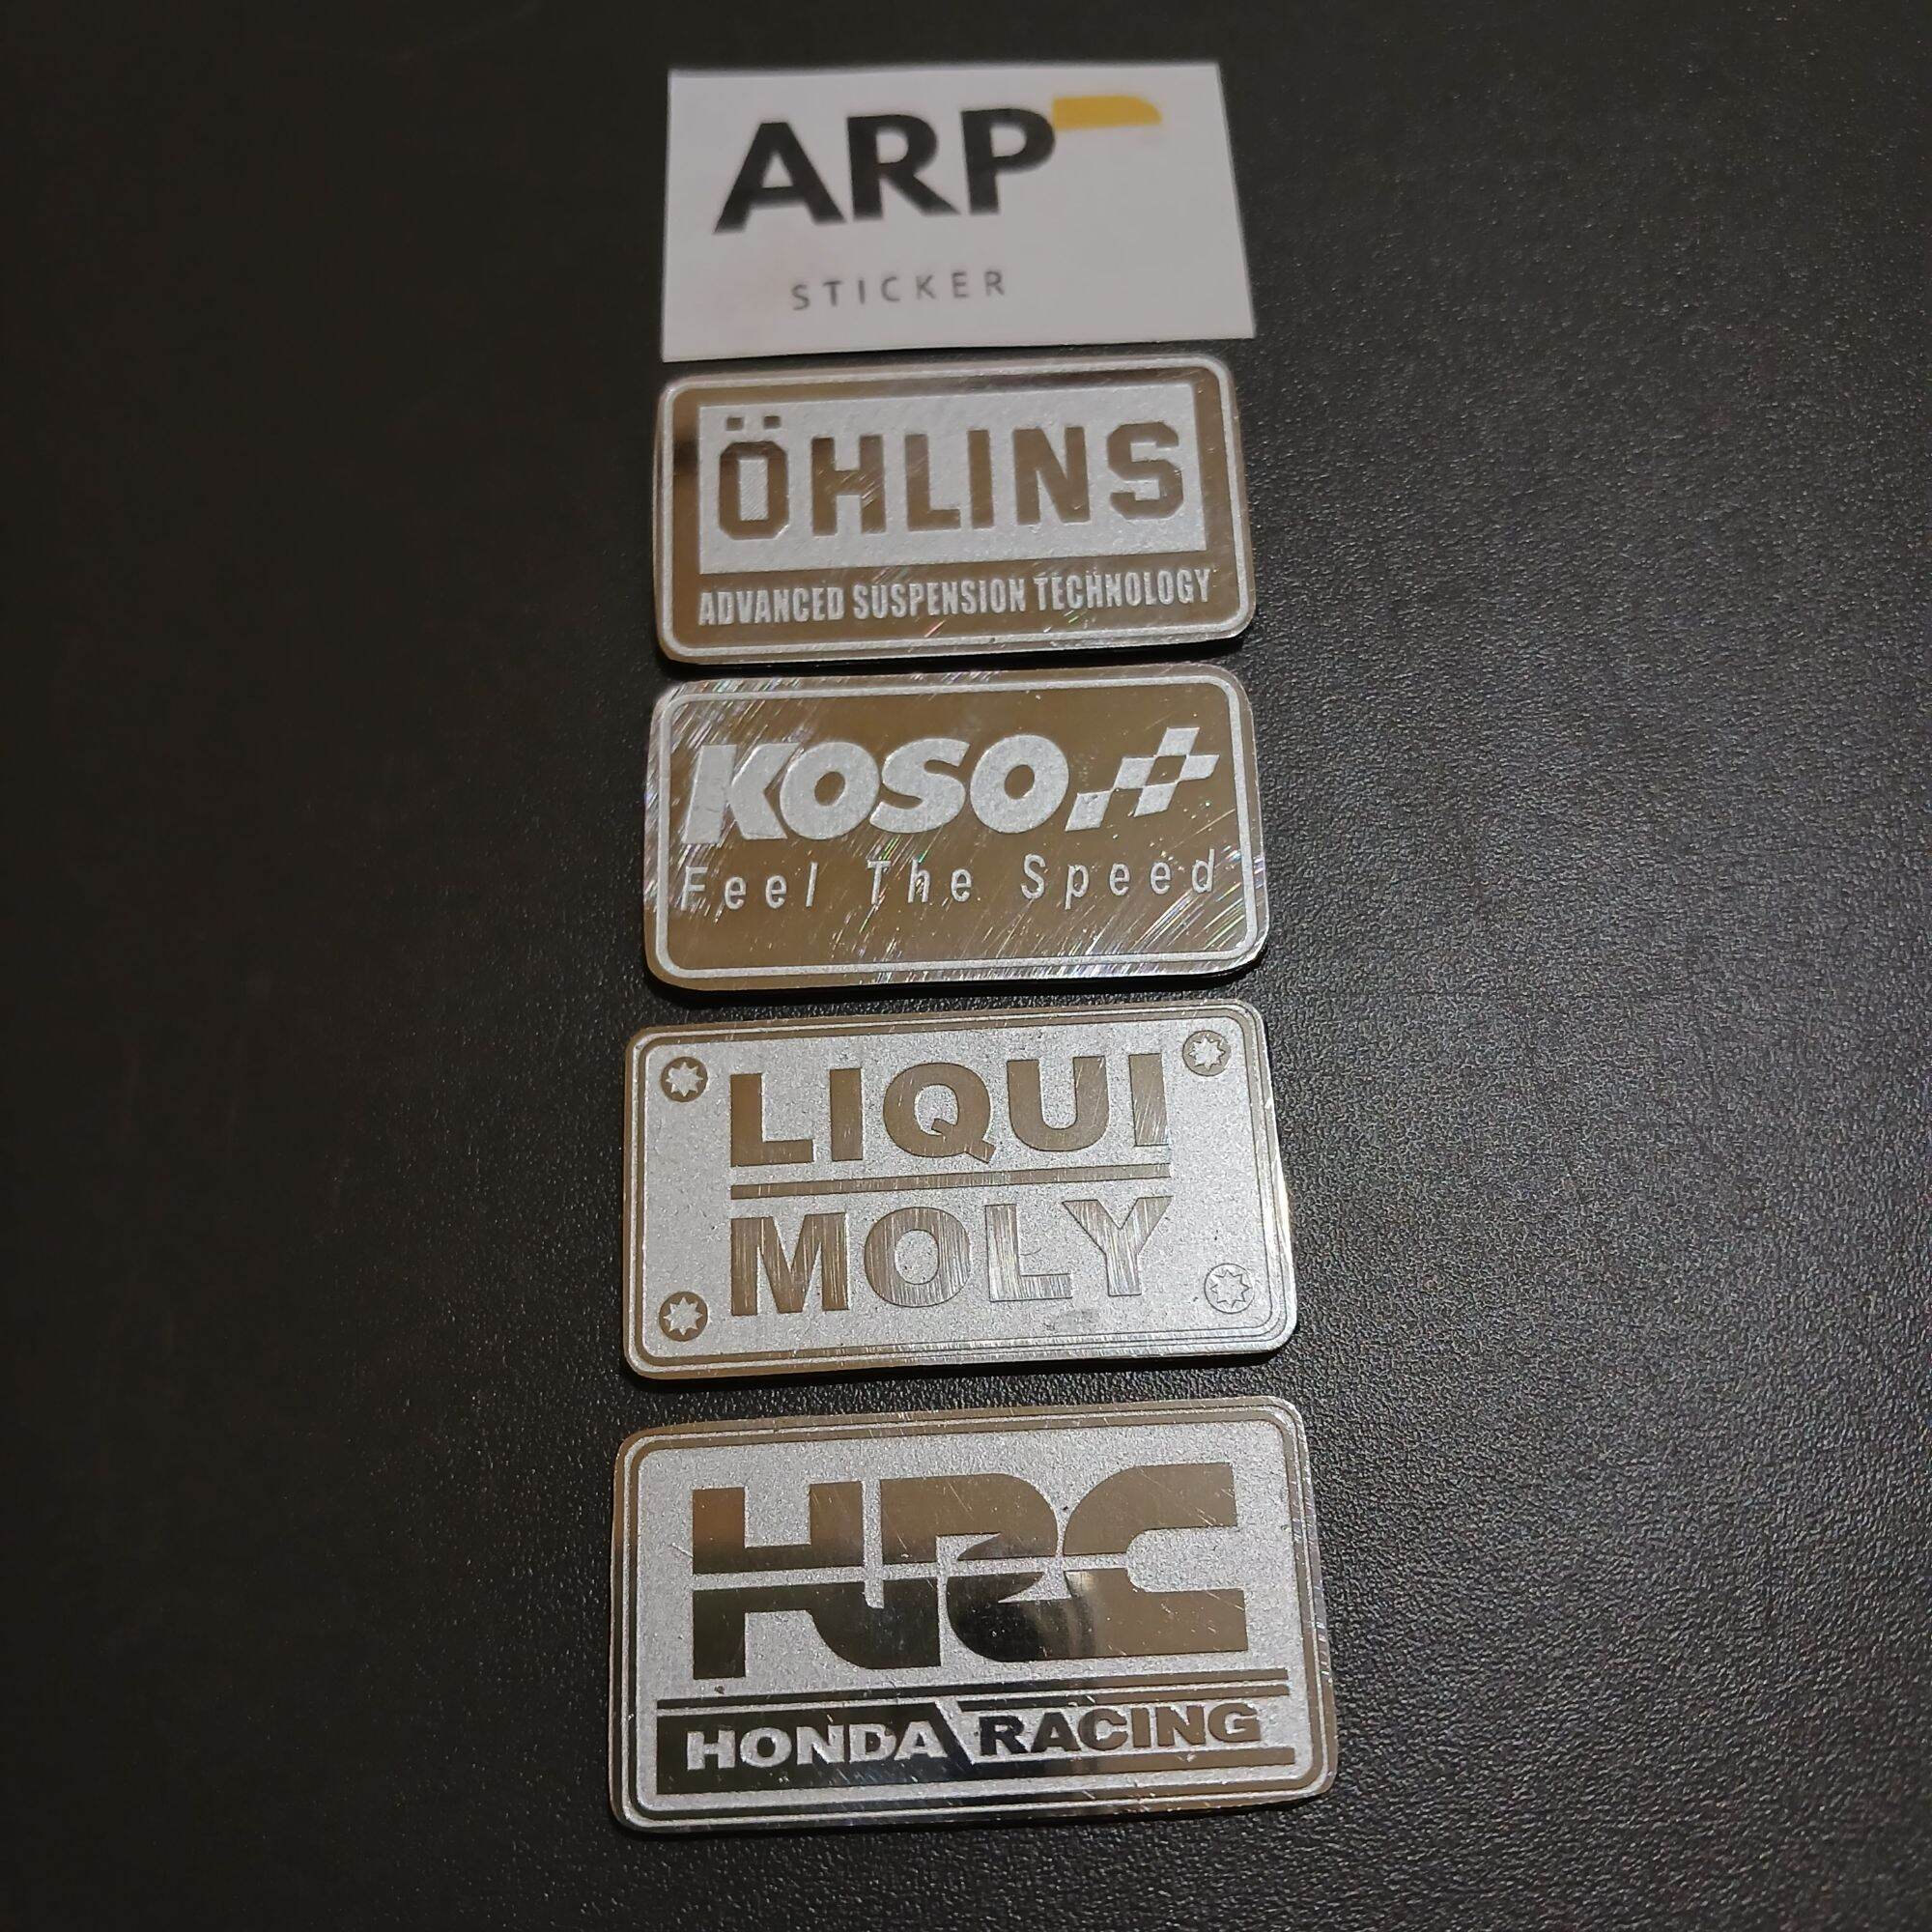 ARP
STICKER
ÖHLINS
ADVANCED SUSPENSION TECHNOLOGY
KOSO
Feel The Speed
LIQUI
MOLY
HRC
HONDA RACING